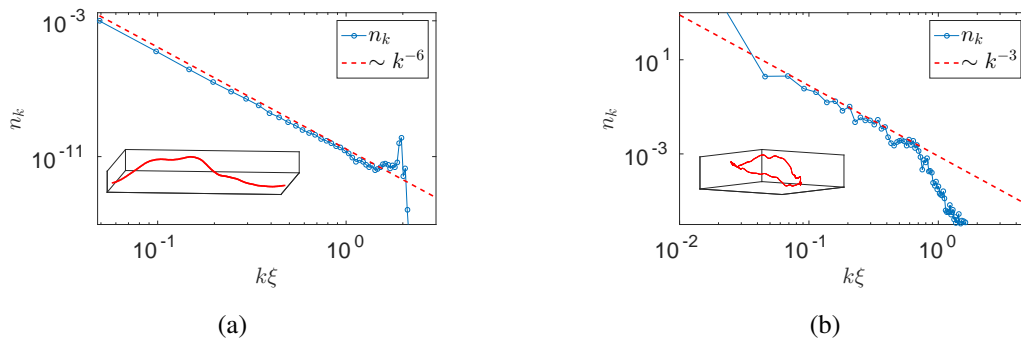 10^{-3}
10^{-11}
n_k
n_k
∼ k^{-6}
10^{-1}
10^{0}
kξ
(a)
10^{1}
10^{-3}
n_k
n_k
∼ k^{-3}
10^{-2}
10^{-1}
10^{0}
kξ
(b)